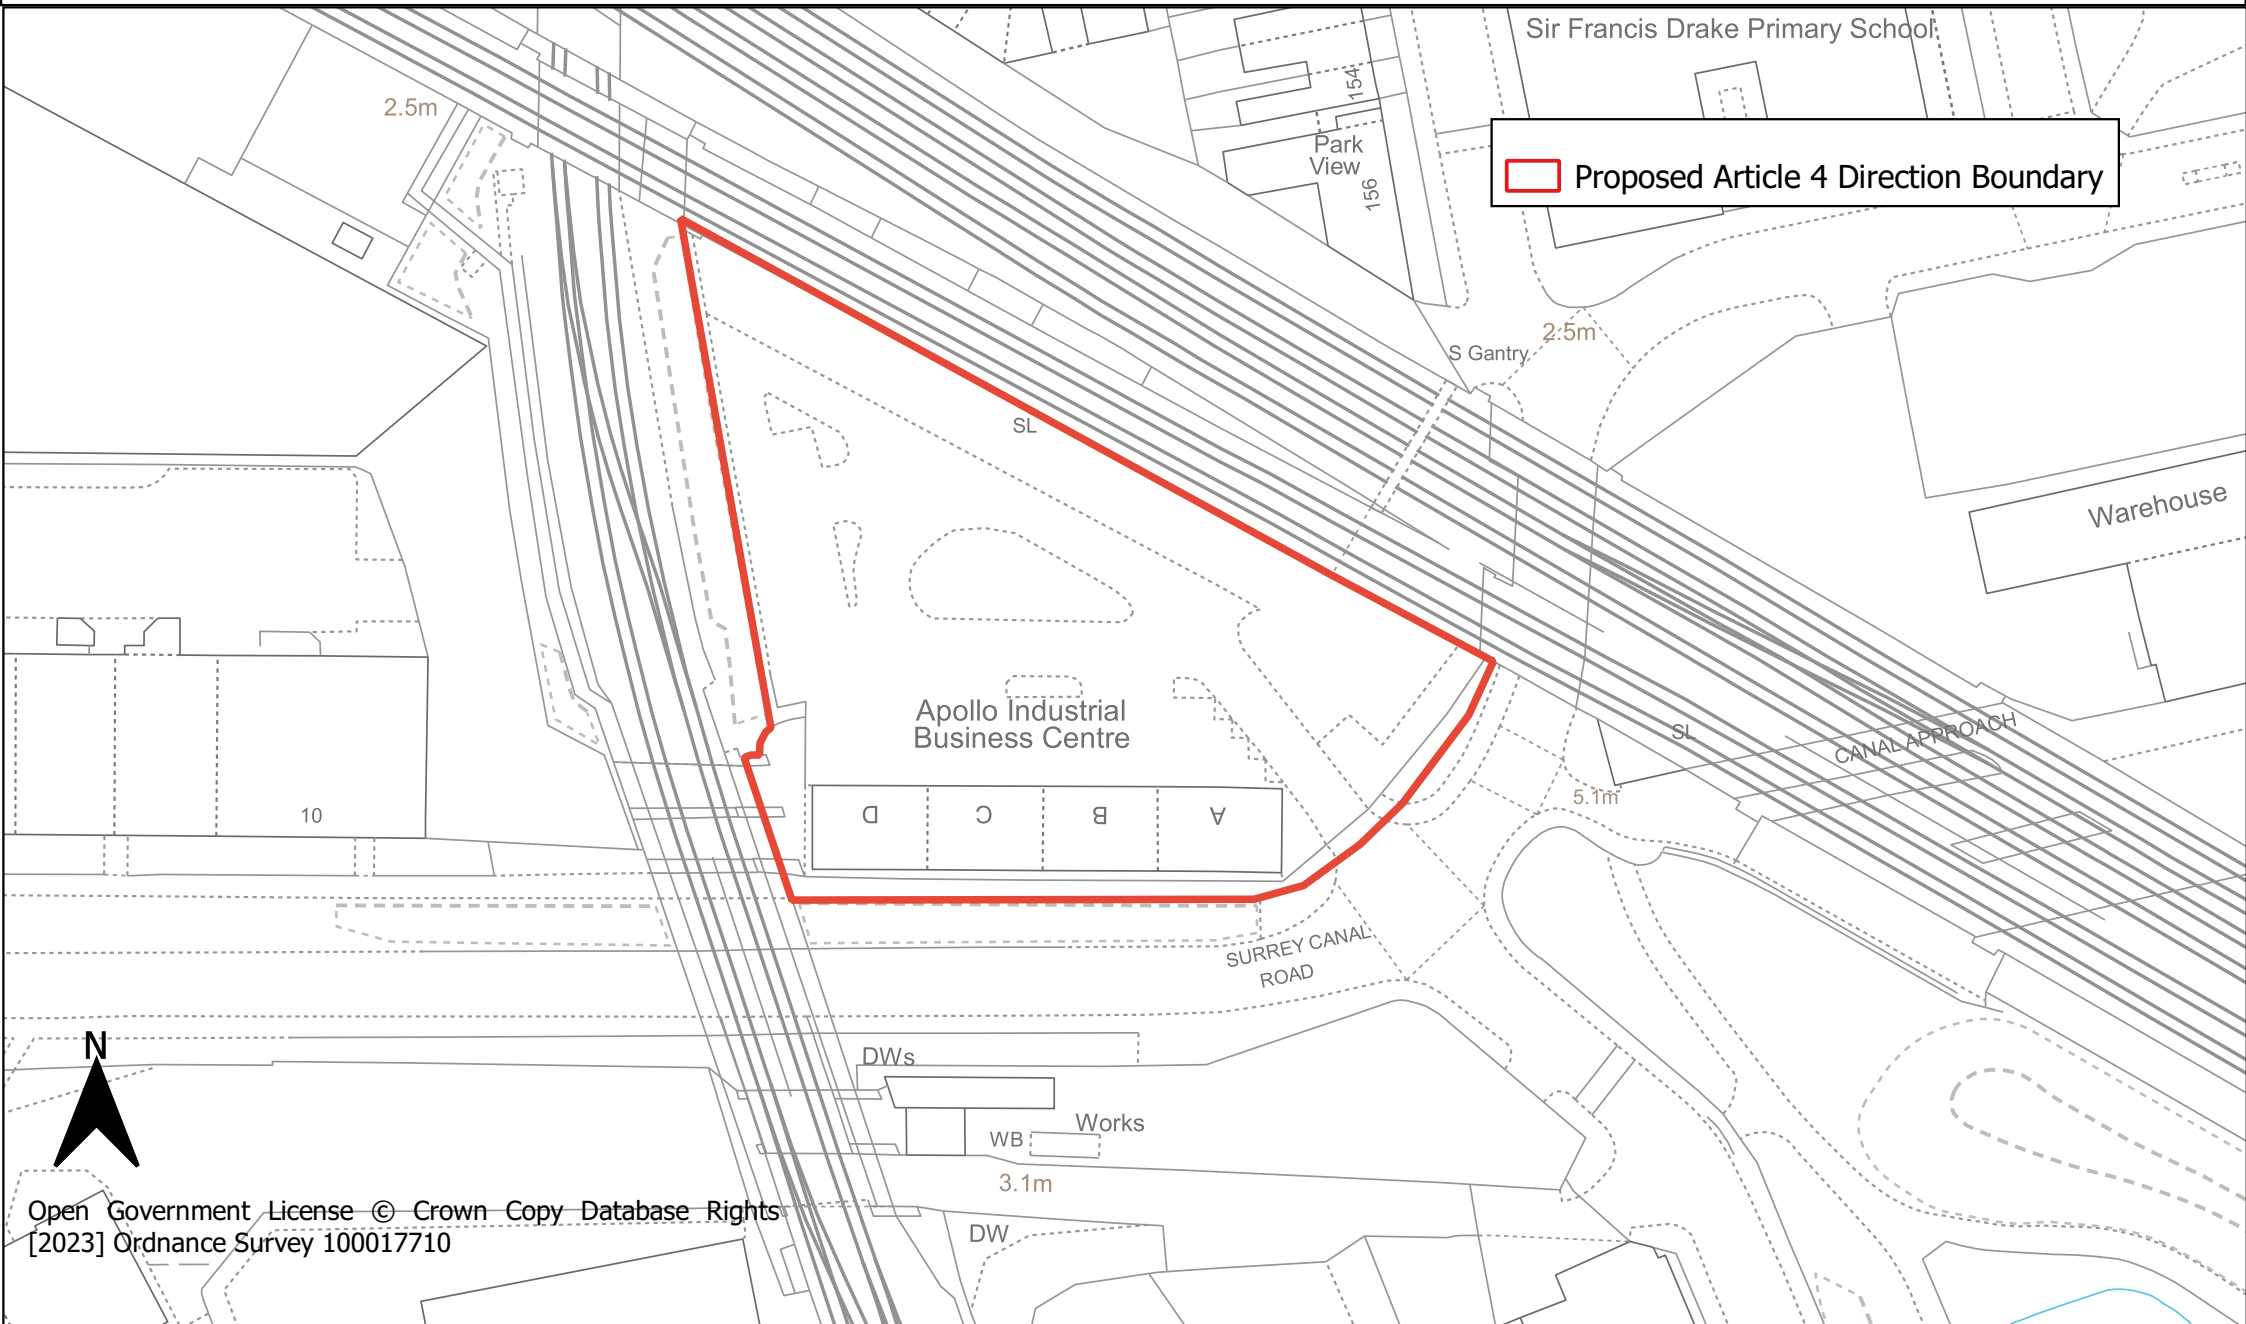 Sir Francis Drake Primary School
2.5m
154
Park
View
156
Proposed Article 4 Direction Boundary
2.5m
S Gantry
SL
Warehouse
Apollo Industrial
Business Centre
SL
CANAL APPROACH
5.1m
10
D
C
B
A
SURREY CANAL
ROAD
N
DWs
Works
WB
3.1m
DW
Open Government License © Crown Copy Database Rights
[2023] Ordnance Survey 100017710